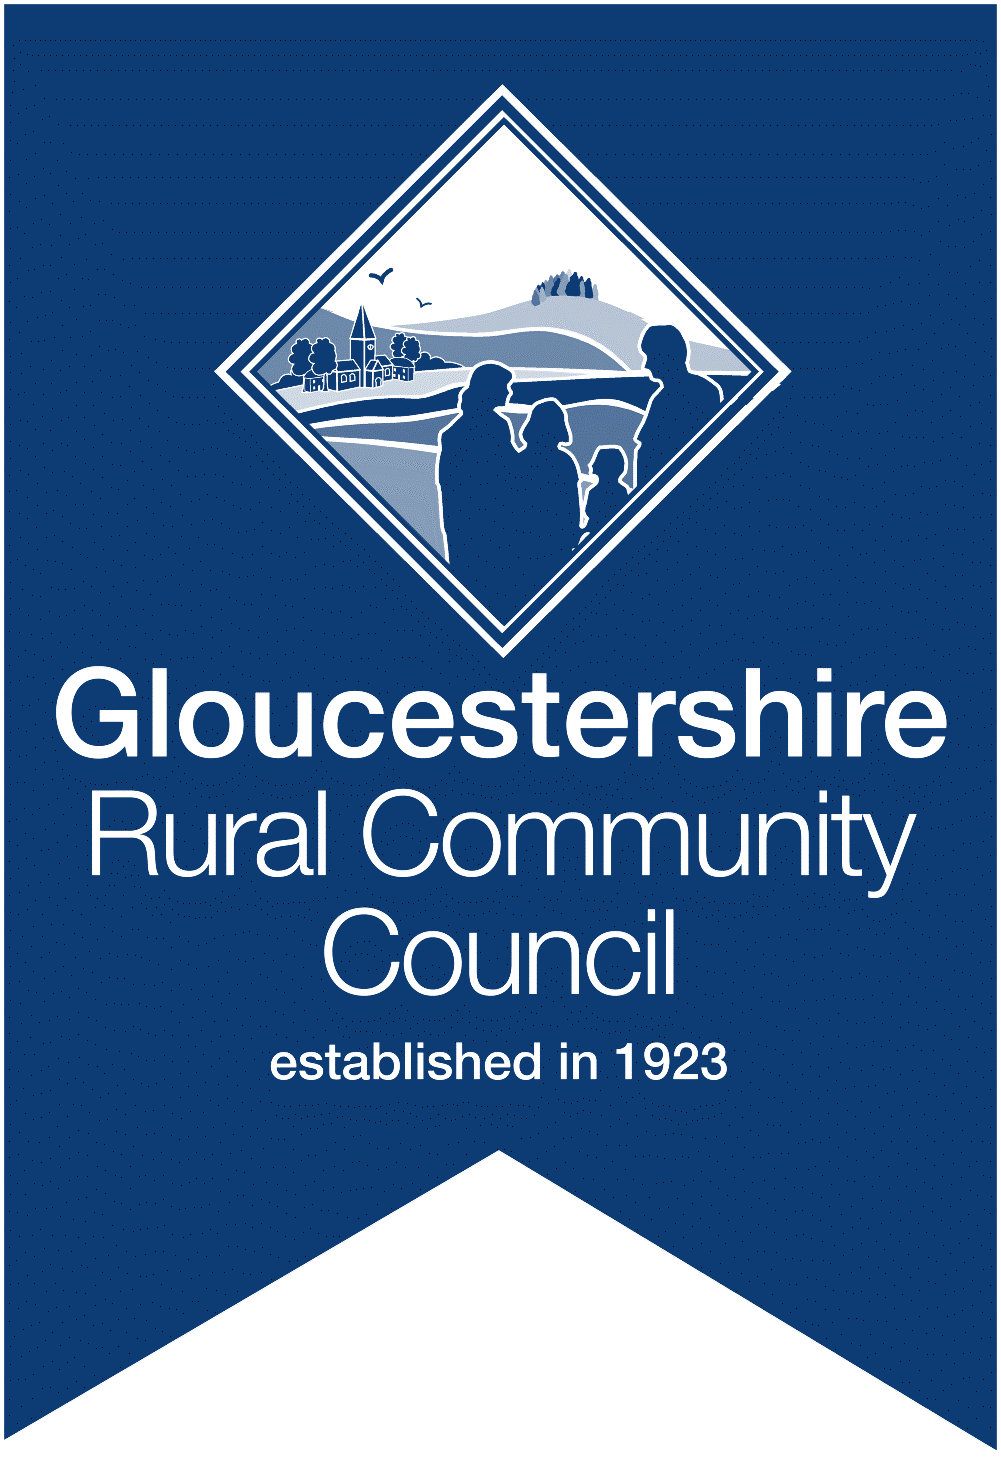 Gloucestershire
Rural Community
Council
established in 1923